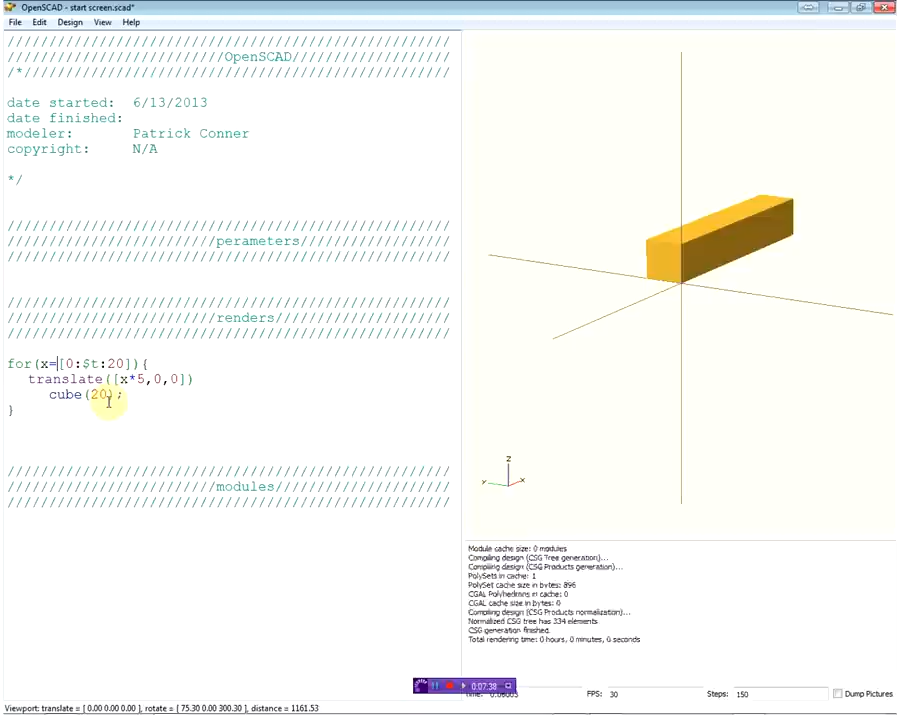 OpenSCAD - start screen.scad*
File Edit Design View Help
//////////////////////////////////////////////////////
///////////////////////////OpenSCAD///////////////////
/*////////////////////////////////////////////////////
date started: 6/13/2013
date finished:
modeler: Patrick Conner
copyright: N/A
*/
//////////////////////////////////////////////////////
//////////////////////////perameters//////////////////
//////////////////////////////////////////////////////
//////////////////////////////////////////////////////
//////////////////////////renders/////////////////////
//////////////////////////////////////////////////////
for(x=[0:$t:20]){
translate([x*5,0,0])
cube(20);
}
//////////////////////////////////////////////////////
//////////////////////////modules/////////////////////
//////////////////////////////////////////////////////
z
y
x
Module cache size: 0 modules
Compiling design (CSG Tree generation)...
Compiling design (CSG Products generation)...
PolySets in cache: 1
PolySet cache size in bytes: 896
CGAL Polyhedrons in cache: 0
CGAL cache size in bytes: 0
Compiling design (CSG Products normalization)...
Normalized CSG tree has 334 elements
CSG generation finished.
Total rendering time: 0 hours, 0 minutes, 0 seconds
0:07:38
FPS: 30 Steps: 150 Dump Pictures
Viewport: translate = [ 0.00 0.00 0.00 ], rotate = [ 75.30 0.00 300.30 ], distance = 1161.53